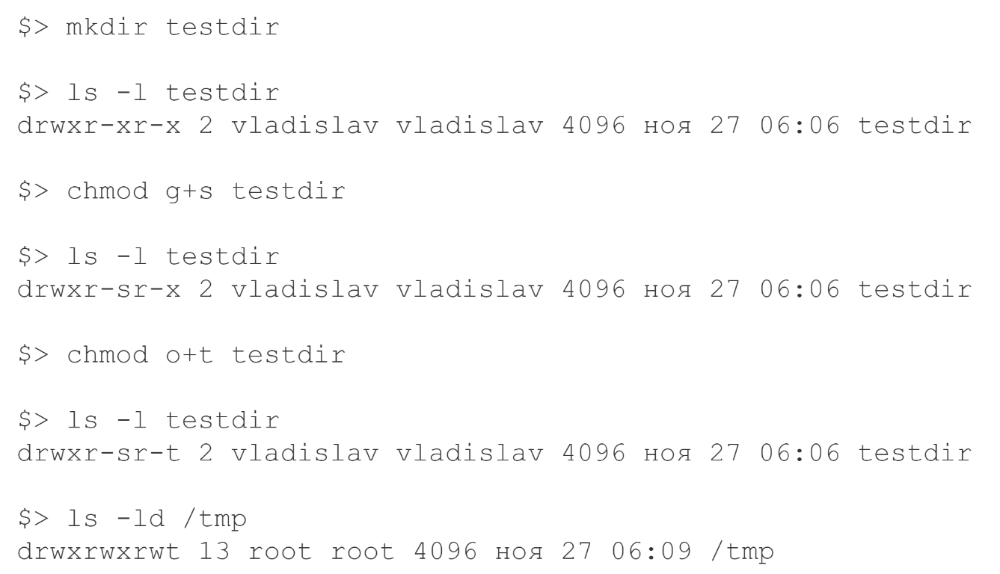 $> mkdir testdir
$> ls -l testdir
drwxr-xr-x 2 vladislav vladislav 4096 ноя 27 06:06 testdir
$> chmod g+s testdir
$> ls -l testdir
drwxr-sr-x 2 vladislav vladislav 4096 ноя 27 06:06 testdir
$> chmod o+t testdir
$> ls -l testdir
drwxr-sr-t 2 vladislav vladislav 4096 ноя 27 06:06 testdir
$> ls -ld /tmp
drwxrwxrwt 13 root root 4096 ноя 27 06:09 /tmp